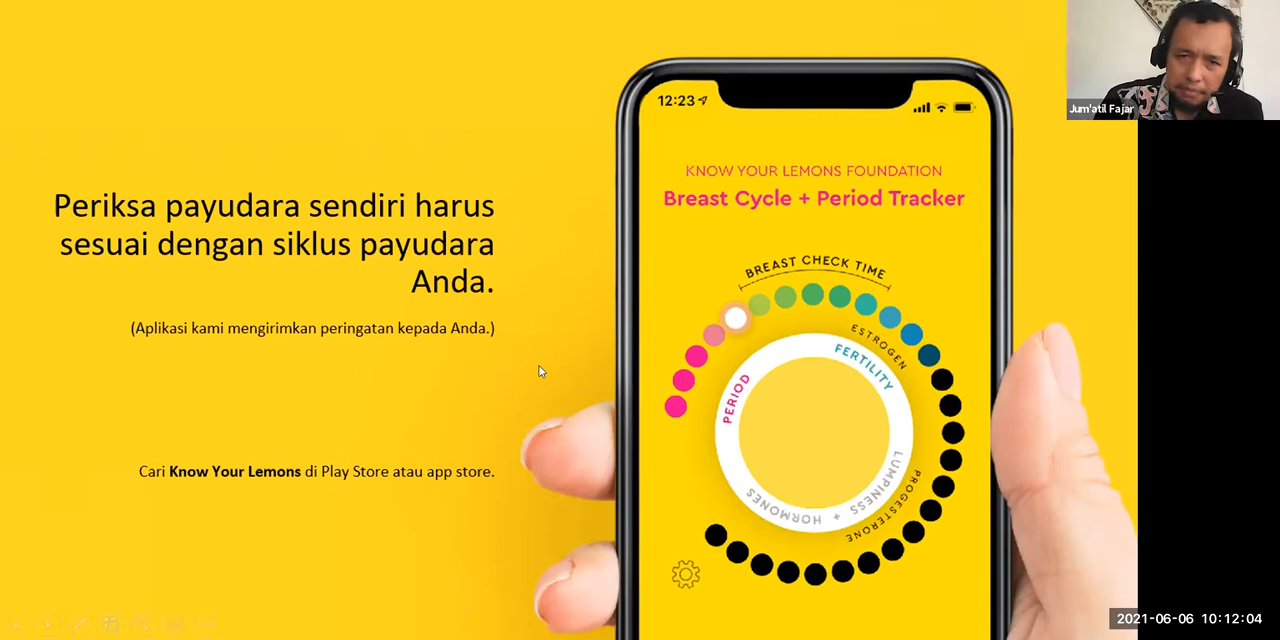 Periksa payudara sendiri harus
sesuai dengan siklus payudara
Anda.
(Aplikasi kami mengirimkan peringatan kepada Anda.)
Cari Know Your Lemons di Play Store atau app store.
12:23
KNOW YOUR LEMONS FOUNDATION
Breast Cycle + Period Tracker
BREAST CHECK TIME
ESTROGEN
FERTILITY
PERIOD
LUMPINESS + HORMONES
PROGESTERONE
Jum'atil Fajar
2021-06-06 10:12:04